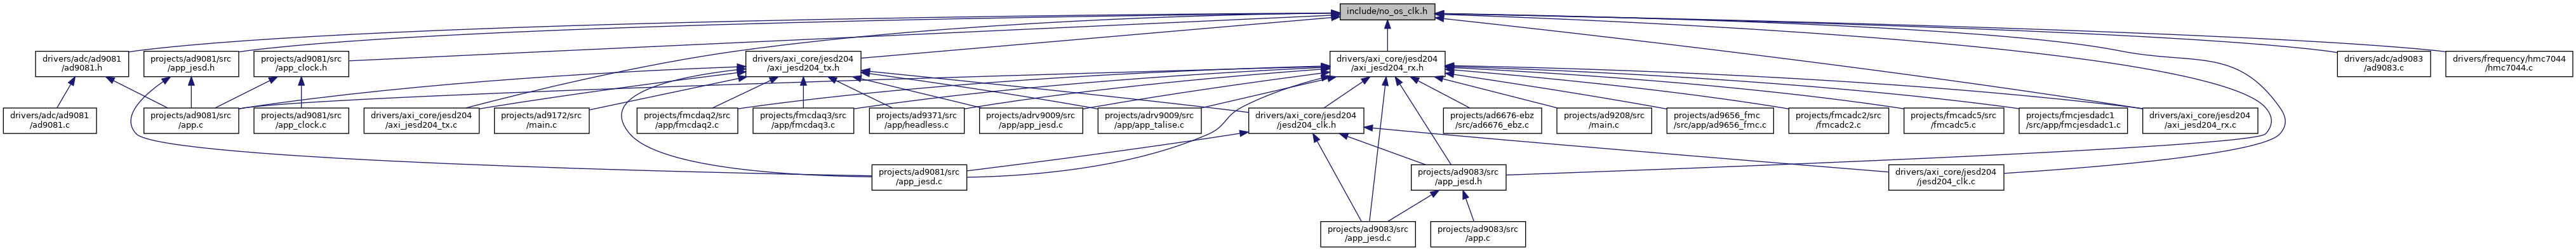 include/no_os_clk.h
drivers/adc/ad9081
/ad9081.h
projects/ad9081/src
/app_jesd.h
projects/ad9081/src
/app_clock.h
drivers/axi_core/jesd204
/axi_jesd204_tx.h
drivers/axi_core/jesd204
/axi_jesd204_rx.h
drivers/adc/ad9083
/ad9083.c
drivers/frequency/hmc7044
/hmc7044.c
drivers/adc/ad9081
/ad9081.c
projects/ad9081/src
/app.c
projects/ad9081/src
/app_clock.c
drivers/axi_core/jesd204
/axi_jesd204_tx.c
projects/ad9172/src
/main.c
projects/fmcdaq2/src
/app/fmcdaq2.c
projects/fmcdaq3/src
/app/fmcdaq3.c
projects/ad9371/src
/app/headless.c
projects/adrv9009/src
/app/app_jesd.c
projects/adrv9009/src
/app/app_talise.c
drivers/axi_core/jesd204
/jesd204_clk.h
projects/ad6676-ebz
/src/ad6676_ebz.c
projects/ad9208/src
/main.c
projects/ad9656_fmc
/src/app/ad9656_fmc.c
projects/fmcadc2/src
/fmcadc2.c
projects/fmcadc5/src
/fmcadc5.c
projects/fmcjesdadc1
/src/app/fmcjesdadc1.c
drivers/axi_core/jesd204
/axi_jesd204_rx.c
projects/ad9081/src
/app_jesd.c
projects/ad9083/src
/app_jesd.h
drivers/axi_core/jesd204
/jesd204_clk.c
projects/ad9083/src
/app_jesd.c
projects/ad9083/src
/app.c